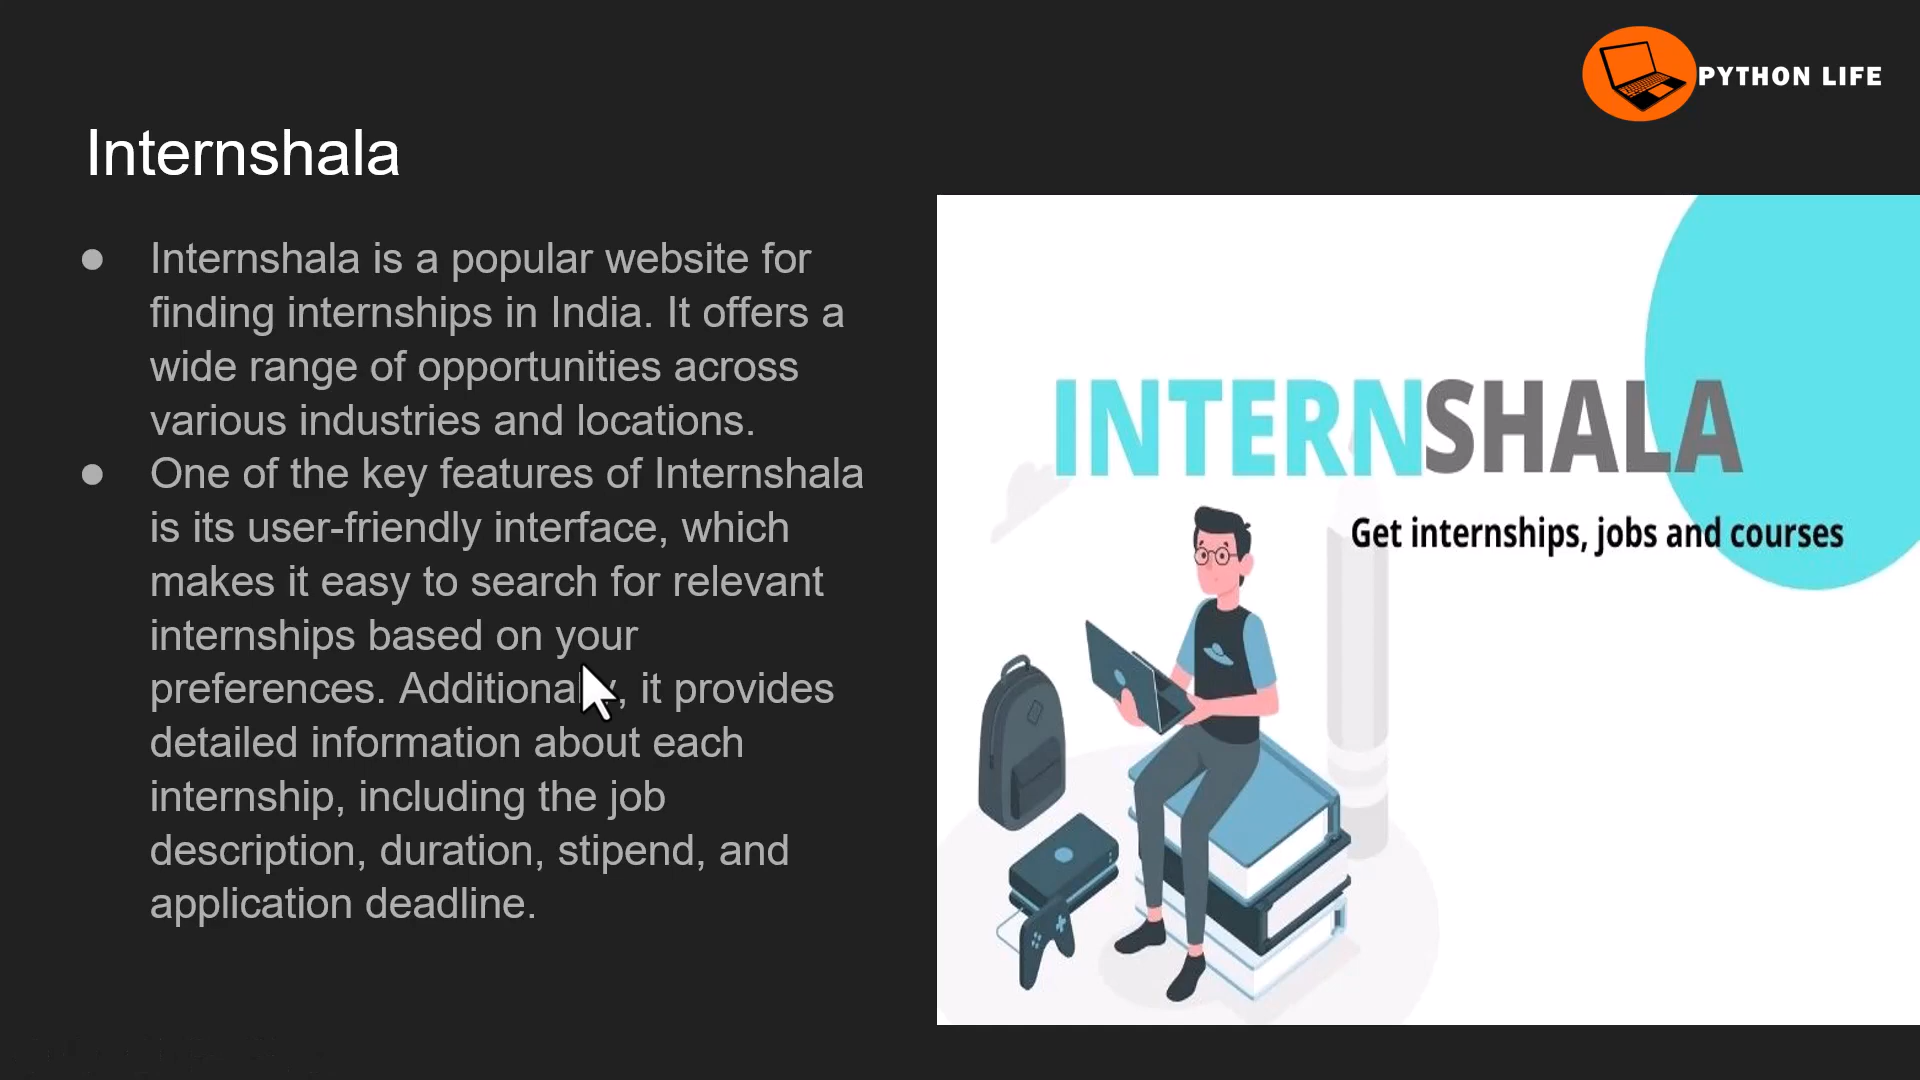 PYTHON LIFE
Internshala
● Internshala is a popular website for
finding internships in India. It offers a
wide range of opportunities across
various industries and locations.
● One of the key features of Internshala
is its user-friendly interface, which
makes it easy to search for relevant
internships based on your
preferences. Additionally, it provides
detailed information about each
internship, including the job
description, duration, stipend, and
application deadline.
INTERNSHALA
Get internships, jobs and courses